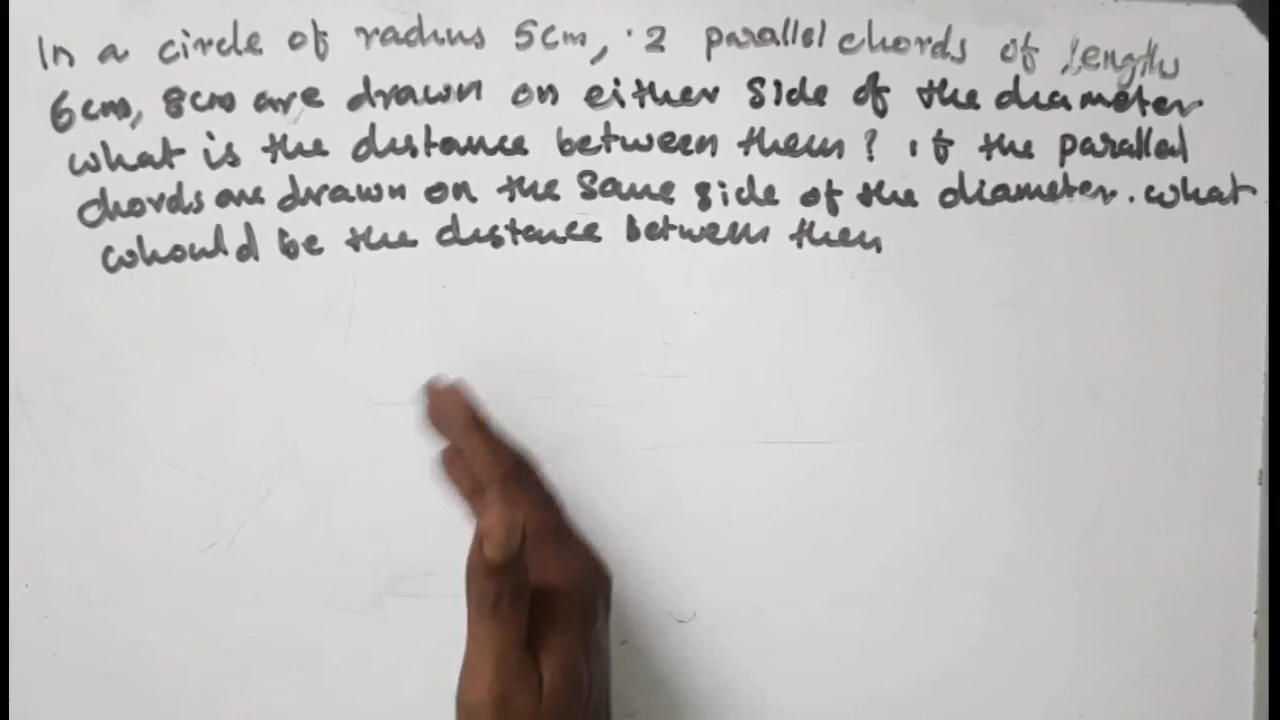 In a circle of radius 5cm, 2 parallel chords of lengths
6cm, 8cm are drawn on either side of the diameter
what is the distance between them? if the parallel
chords are drawn on the same side of the diameter. what
whould be the distance between them